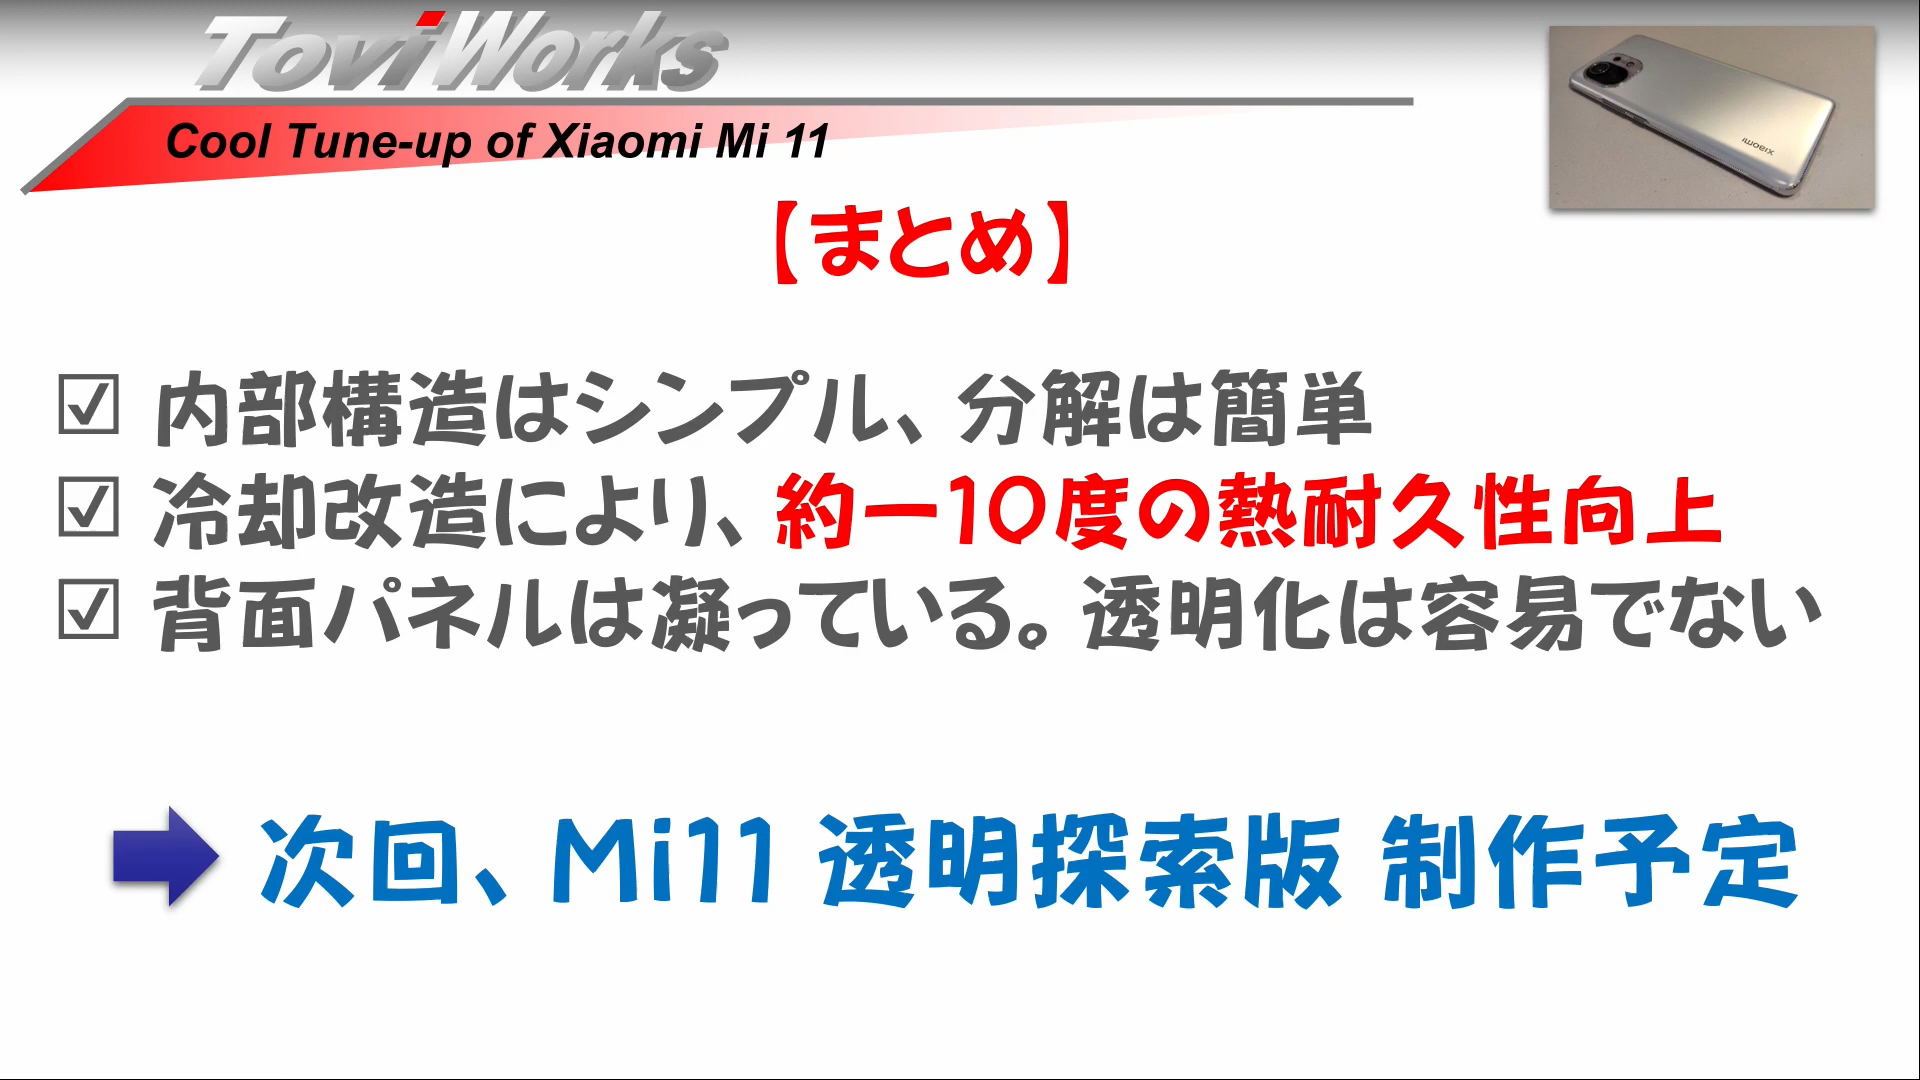 ToviWorks
Cool Tune-up of Xiaomi Mi 11
xiaomi
【まとめ】
☑ 内部構造はシンプル、分解は簡単
☑ 冷却改造により、約ー10度の熱耐久性向上
☑ 背面パネルは凝っている。透明化は容易でない
次回、Mi11 透明探索版 制作予定